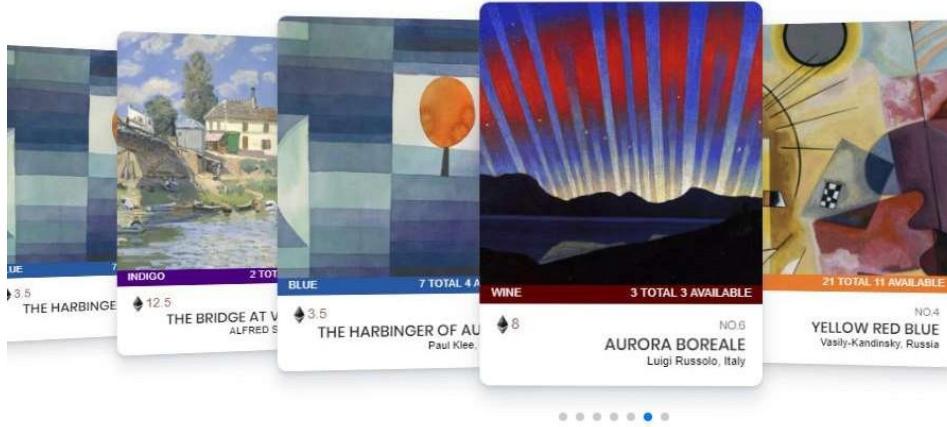 3.5
THE HARBINGE
INDIGO 2 TOT
12.5
THE BRIDGE AT V
ALFRED S
BLUE 7 TOTAL 4 A
3.5
THE HARBINGER OF AU
Paul Klee,
WINE 3 TOTAL 3 AVAILABLE
8
NO.6
AURORA BOREALE
Luigi Russolo, Italy
21 TOTAL 11 AVAILABLE
NO.4
YELLOW RED BLUE
Vasily-Kandinsky, Russia